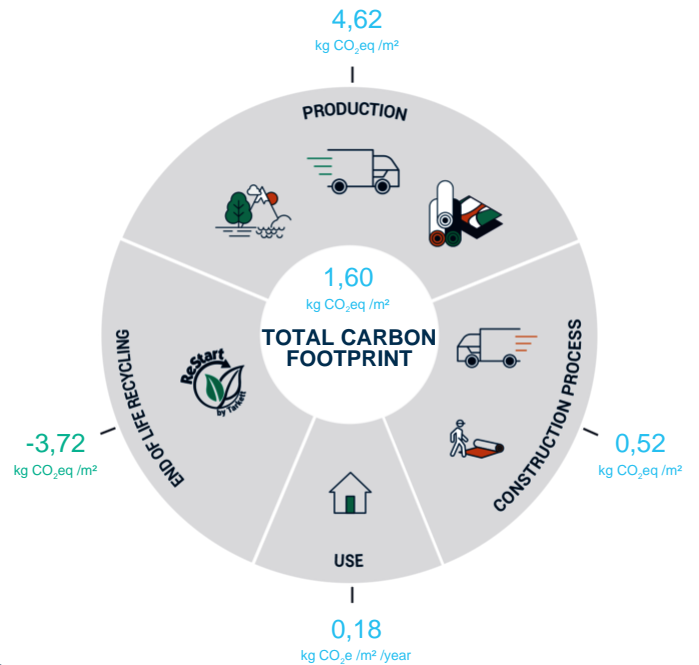 4,62
kg CO₂eq /m²
PRODUCTION
1,60
kg CO₂eq /m²
TOTAL CARBON
FOOTPRINT
CONSTRUCTION PROCESS
0,52
kg CO₂eq /m²
END OF LIFE RECYCLING
ReStart
by Tarkett
-3,72
kg CO₂eq /m²
USE
0,18
kg CO₂e /m² /year